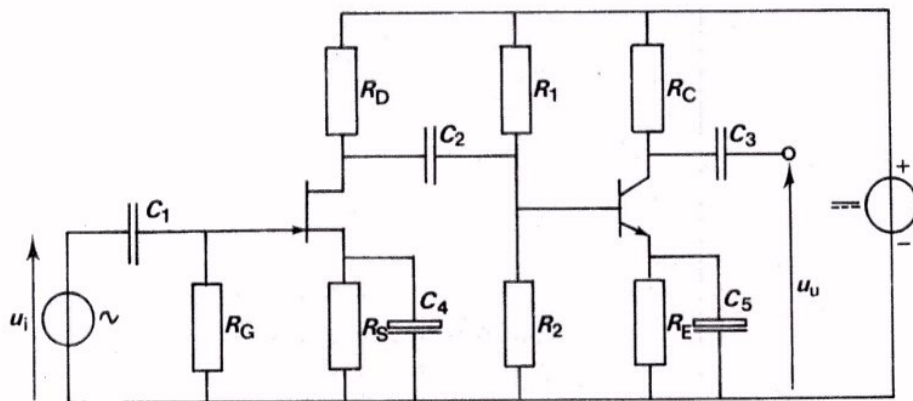 R_D
R_1
R_C
C_2
C_3
C_1
+
−
u_i
∼
R_G
R_S
C_4
R_2
R_E
C_5
u_u